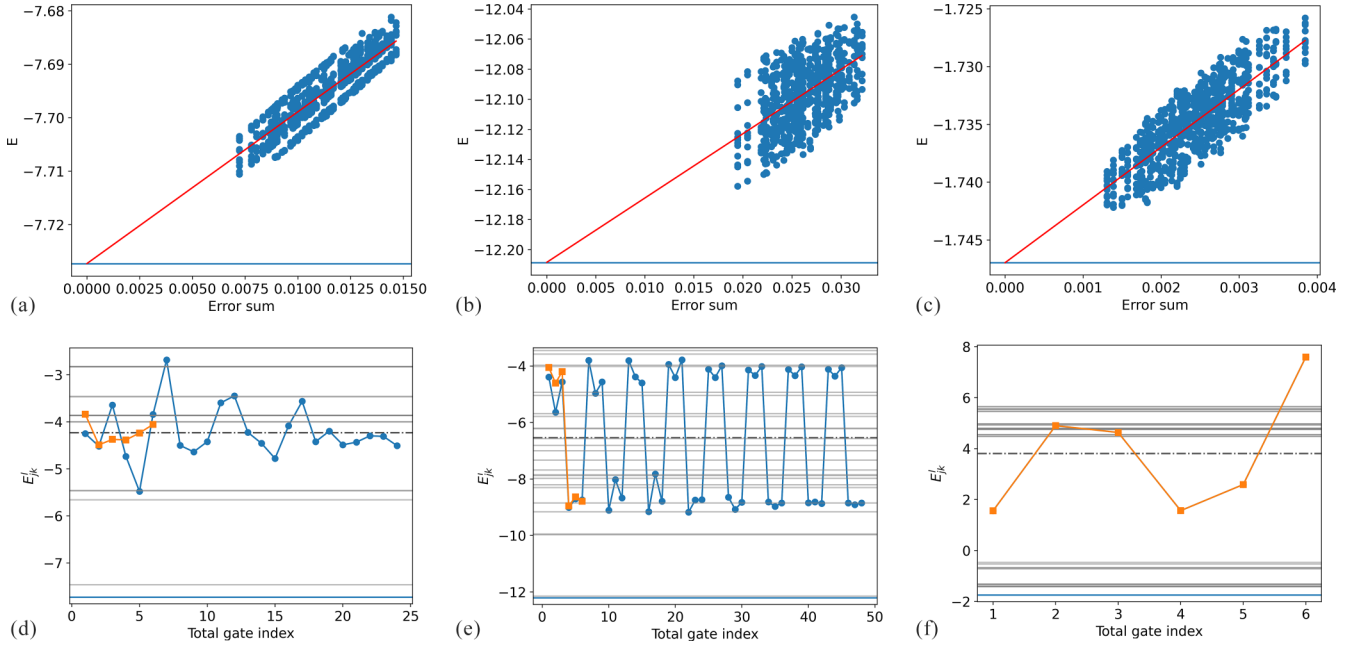 −7.68
−7.69
−7.70
−7.71
−7.72
E
0.0000 0.0025 0.0050 0.0075 0.0100 0.0125 0.0150
Error sum
(a)
−12.04
−12.06
−12.08
−12.10
−12.12
−12.14
−12.16
−12.18
−12.20
E
0.000 0.005 0.010 0.015 0.020 0.025 0.030
Error sum
(b)
−1.725
−1.730
−1.735
−1.740
−1.745
E
0.000 0.001 0.002 0.003 0.004
Error sum
(c)
−3
−4
−5
−6
−7
E^l_jk
0 5 10 15 20 25
Total gate index
(d)
−4
−6
−8
−10
−12
E^l_jk
0 10 20 30 40 50
Total gate index
(e)
8
6
4
2
0
−2
E^l_jk
1 2 3 4 5 6
Total gate index
(f)